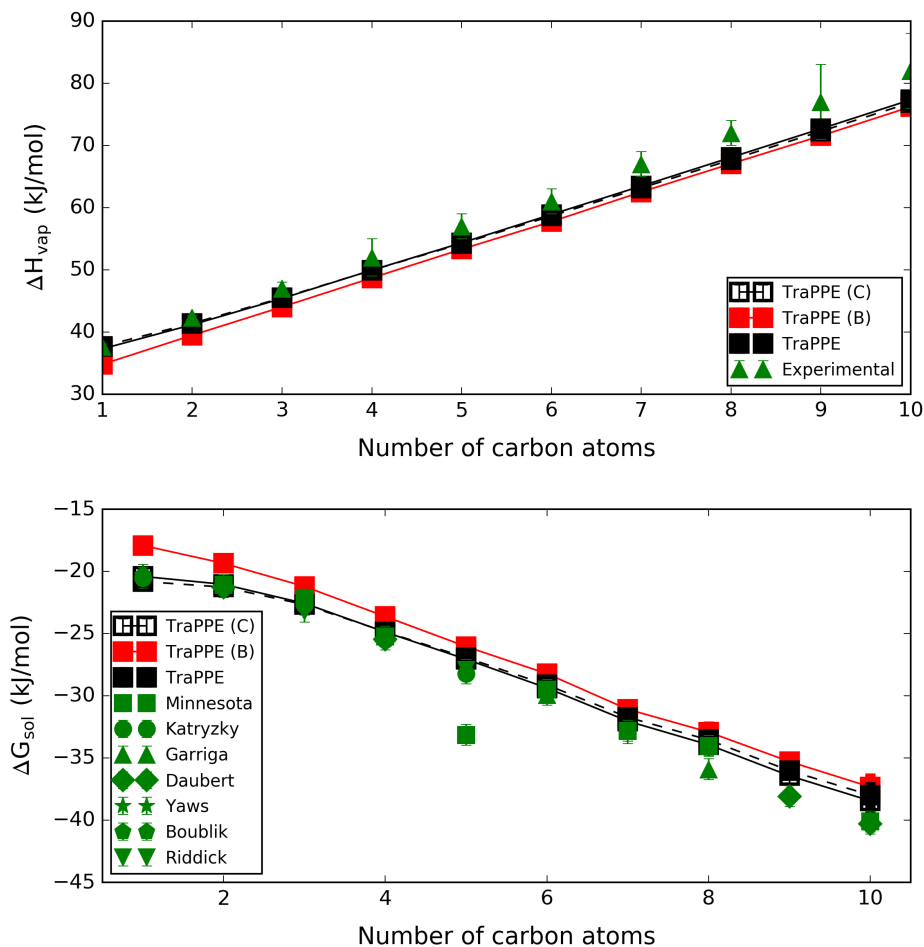 90
80
70
60
50
40
30
ΔHvap (kJ/mol)
TraPPE (C)
TraPPE (B)
TraPPE
Experimental
1 2 3 4 5 6 7 8 9 10
Number of carbon atoms
−15
−20
−25
−30
−35
−40
−45
ΔGsol (kJ/mol)
TraPPE (C)
TraPPE (B)
TraPPE
Minnesota
Katryzky
Garriga
Daubert
Yaws
Boublik
Riddick
2 4 6 8 10
Number of carbon atoms